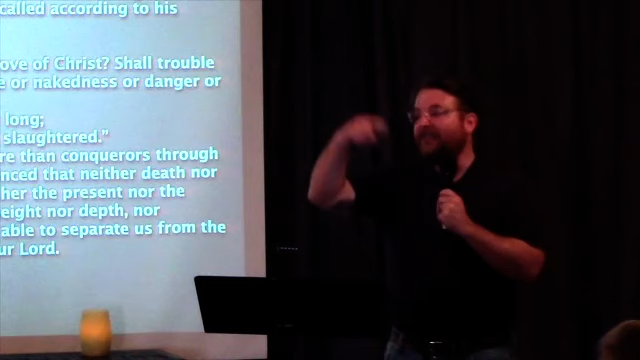 called according to his
ove of Christ? Shall trouble
e or nakedness or danger or
long;
slaughtered."
re than conquerors through
nced that neither death nor
her the present nor the
eight nor depth, nor
able to separate us from the
ur Lord.